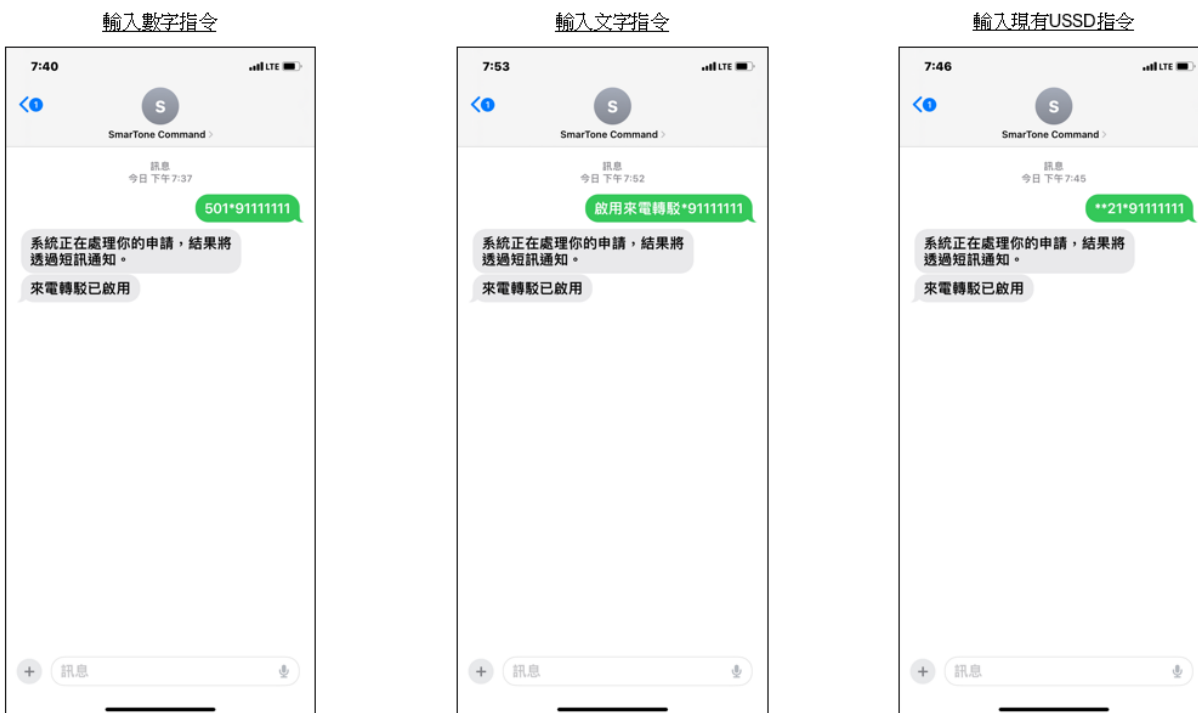 輸入數字指令
7:40
LTE
1
S
SmarTone Command >
訊息
今日 下午7:37
501*91111111
系統正在處理你的申請，結果將
透過短訊通知。
來電轉駁已啟用
+
訊息
輸入文字指令
7:53
LTE
1
S
SmarTone Command >
訊息
今日 下午7:52
啟用來電轉駁*91111111
系統正在處理你的申請，結果將
透過短訊通知。
來電轉駁已啟用
+
訊息
輸入現有USSD指令
7:46
LTE
1
S
SmarTone Command >
訊息
今日 下午7:45
**21*91111111
系統正在處理你的申請，結果將
透過短訊通知。
來電轉駁已啟用
+
訊息